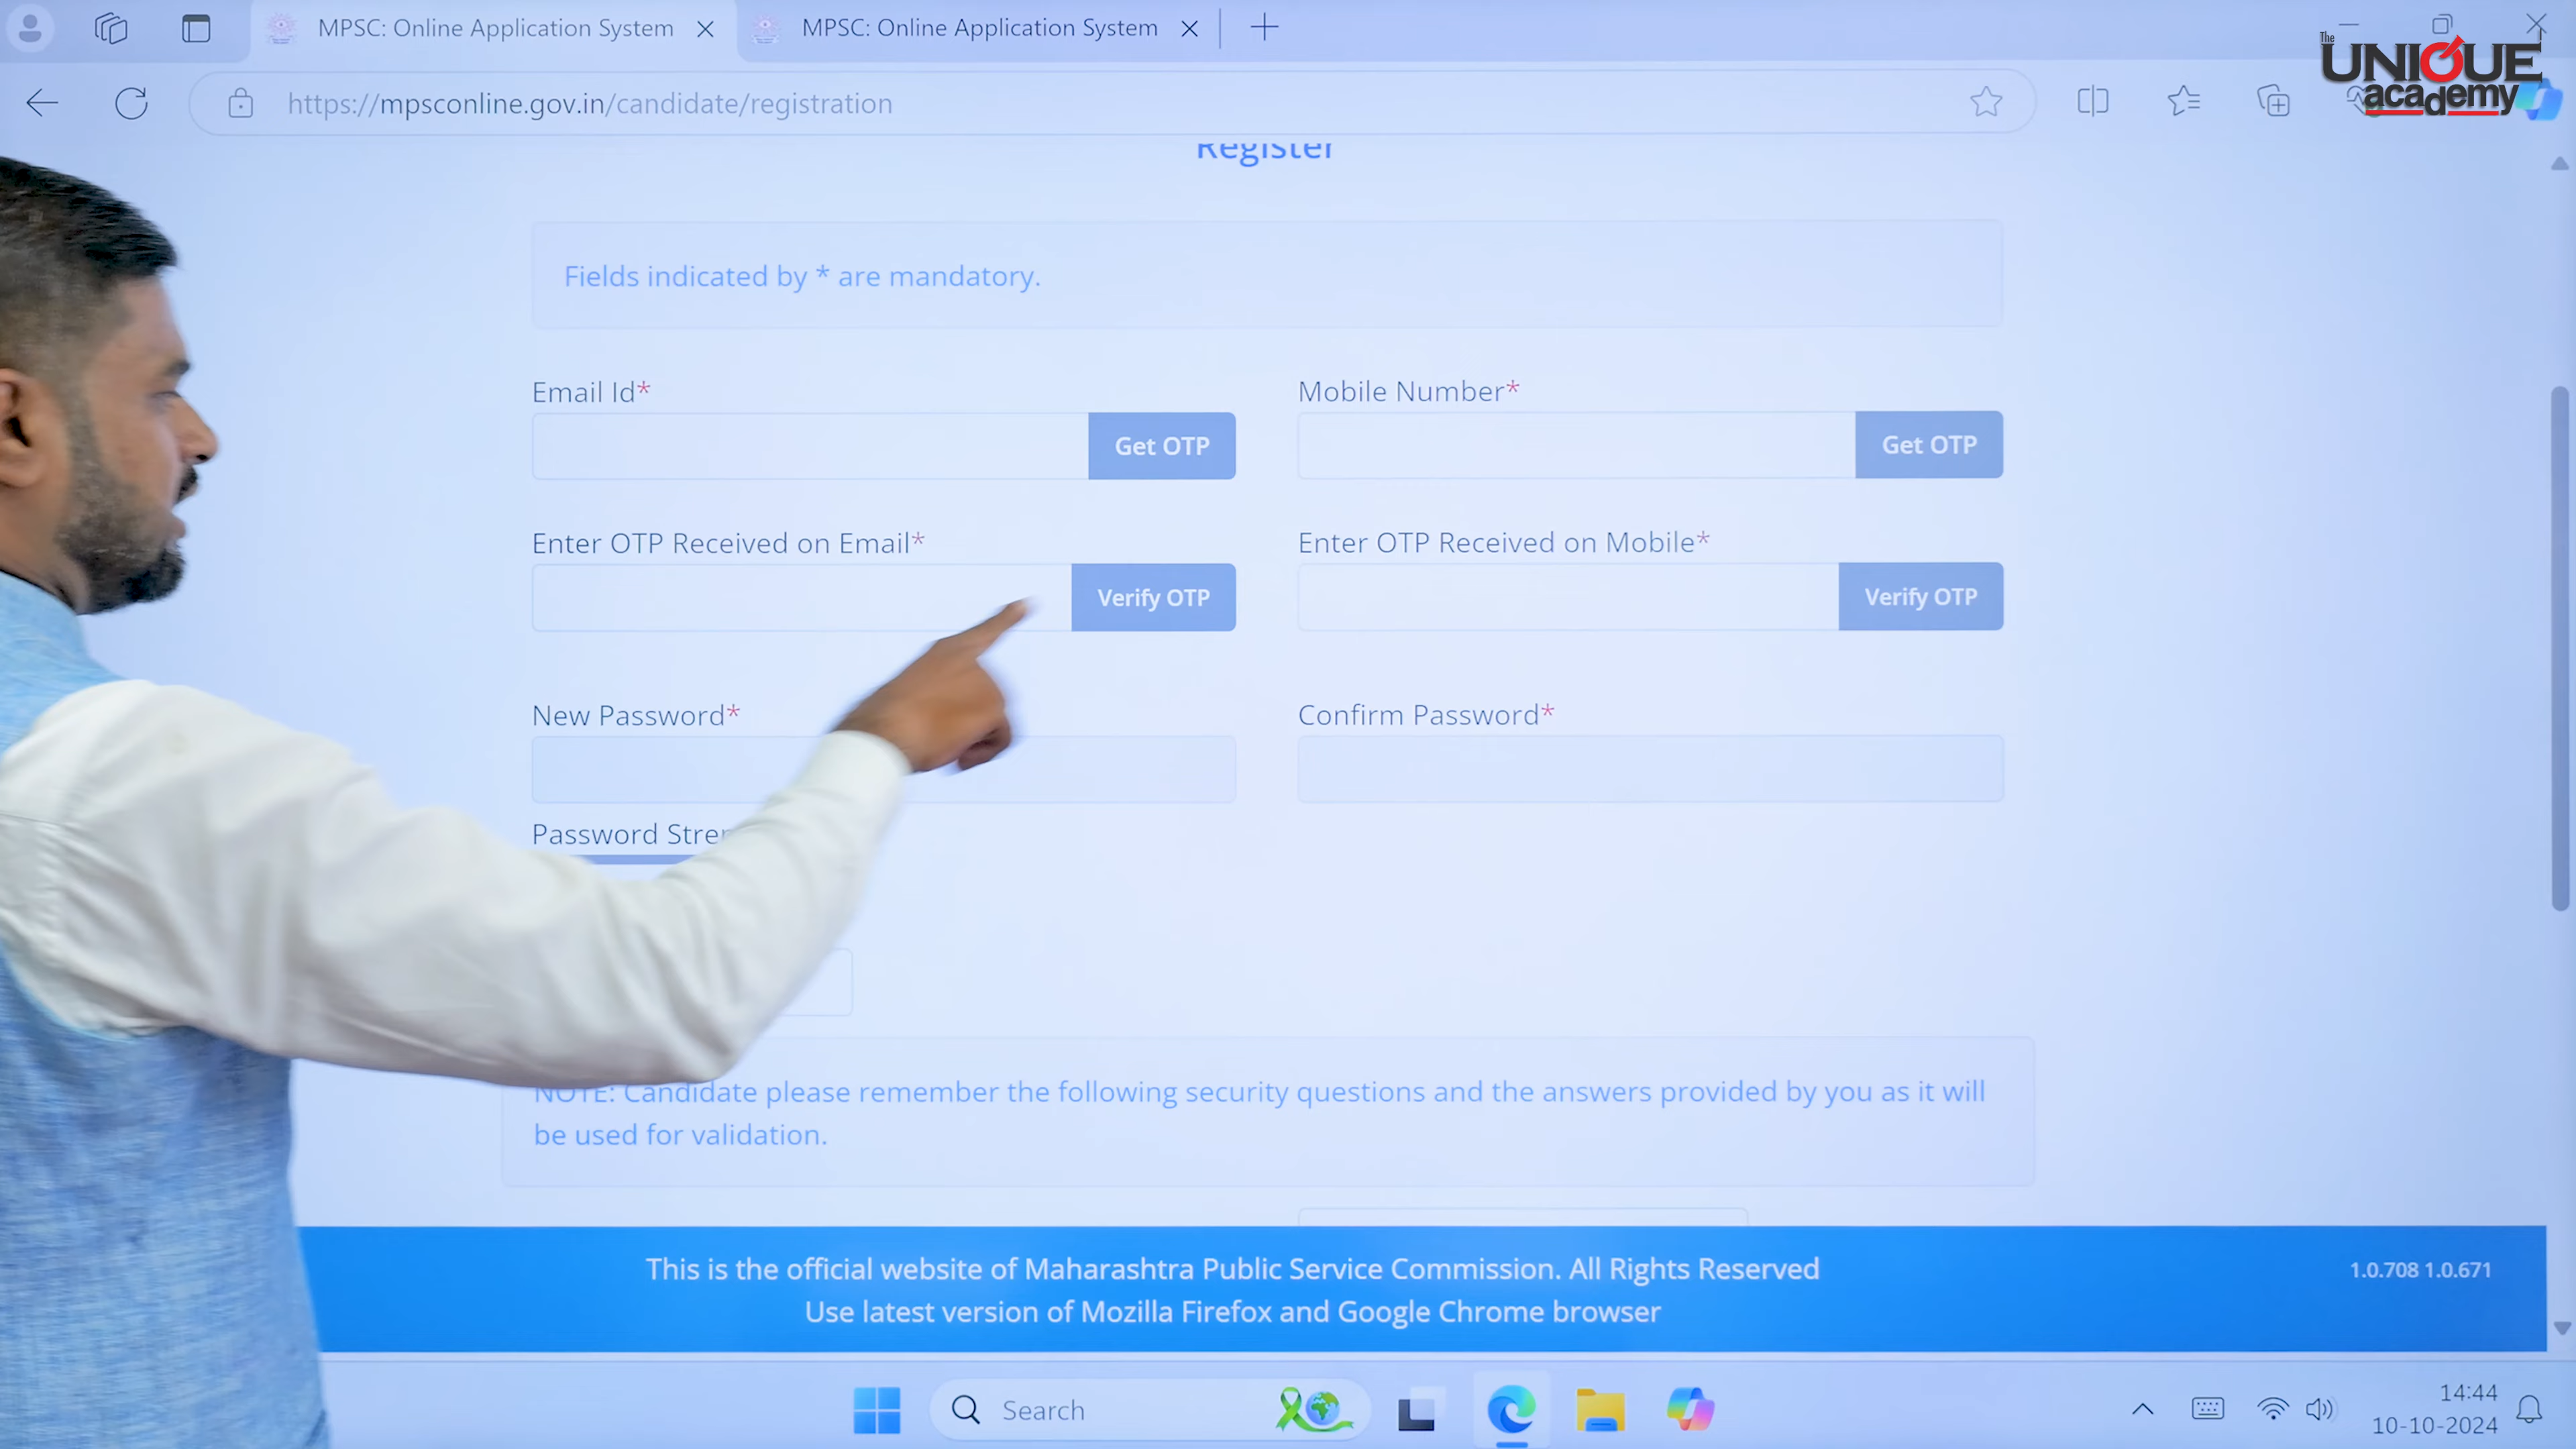 MPSC: Online Application System
MPSC: Online Application System
The
UNIQUE
academy
https://mpsconline.gov.in/candidate/registration
Register
Fields indicated by * are mandatory.
Email Id*
Mobile Number*
Get OTP
Get OTP
Enter OTP Received on Email*
Enter OTP Received on Mobile*
Verify OTP
Verify OTP
New Password*
Confirm Password*
Password
NOTE: Candidate please remember the following security questions and the answers provided by you as it will
be used for validation.
This is the official website of Maharashtra Public Service Commission. All Rights Reserved
1.0.708 1.0.671
Use latest version of Mozilla Firefox and Google Chrome browser
Search
14:44
10-10-2024